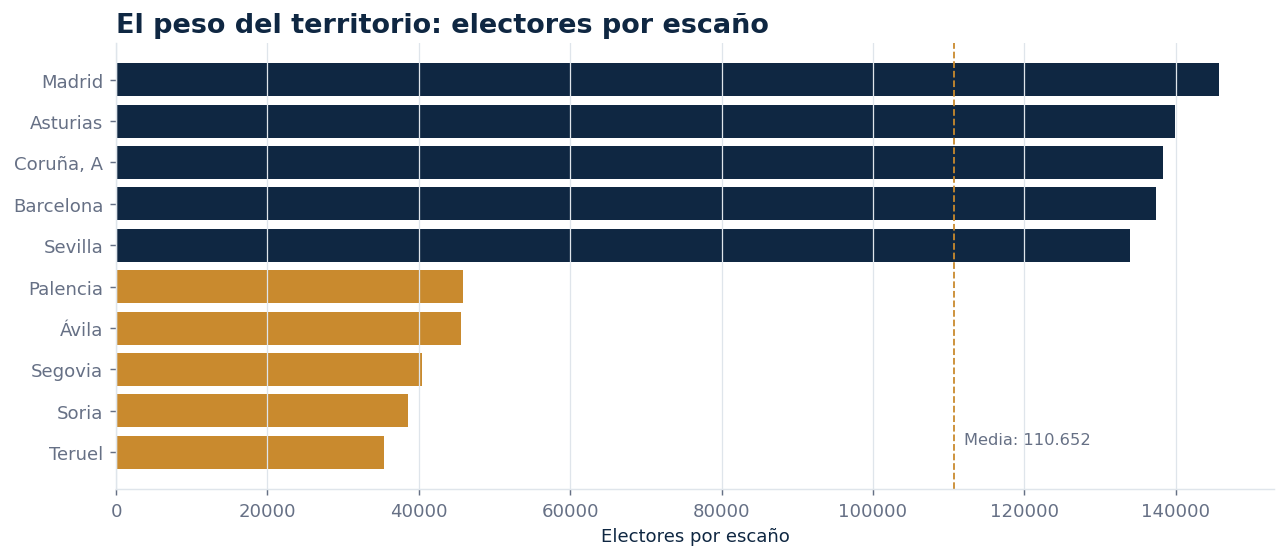 El peso del territorio: electores por escaño
Madrid
Asturias
Coruña, A
Barcelona
Sevilla
Palencia
Ávila
Segovia
Soria
Teruel
Media: 110.652
0 20000 40000 60000 80000 100000 120000 140000
Electores por escaño